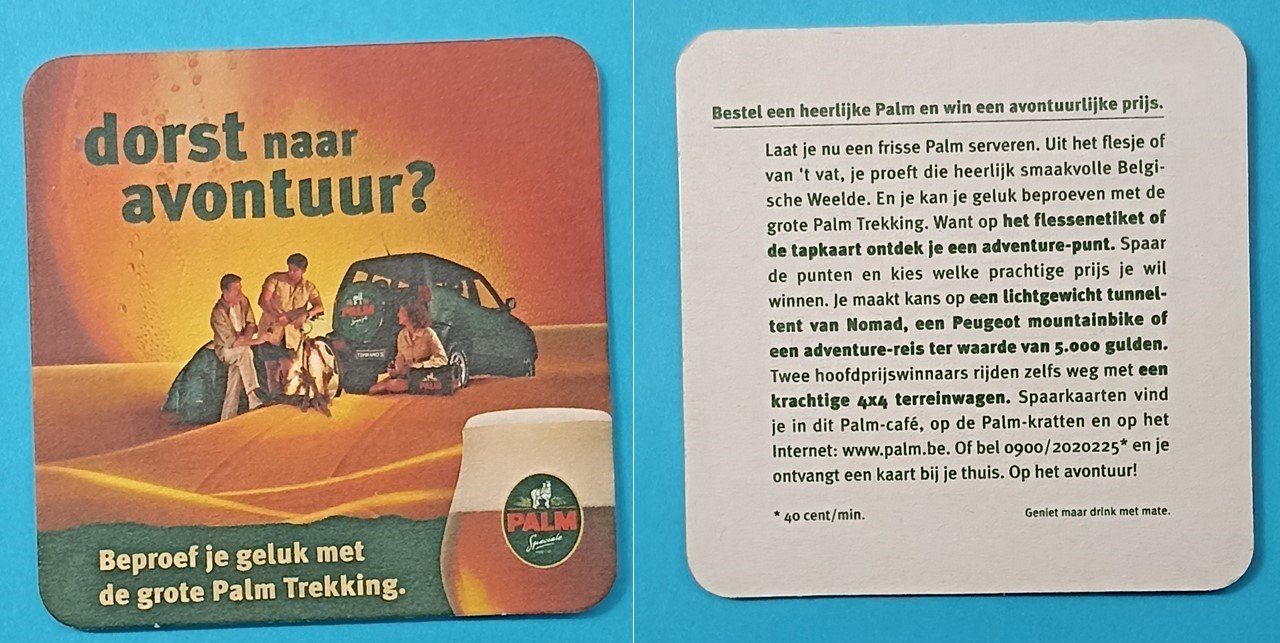 dorst naar
avontuur?
PALM
Speciale
PALM
PALM
Speciale
Beproef je geluk met
de grote Palm Trekking.
Bestel een heerlijke Palm en win een avontuurlijke prijs.
Laat je nu een frisse Palm serveren. Uit het flesje of
van 't vat, je proeft die heerlijk smaakvolle Belgi-
sche Weelde. En je kan je geluk beproeven met de
grote Palm Trekking. Want op het flessenetiket of
de tapkaart ontdek je een adventure-punt. Spaar
de punten en kies welke prachtige prijs je wil
winnen. Je maakt kans op een lichtgewicht tunnel-
tent van Nomad, een Peugeot mountainbike of
een adventure-reis ter waarde van 5.000 gulden.
Twee hoofdprijswinnaars rijden zelfs weg met een
krachtige 4x4 terreinwagen. Spaarkaarten vind
je in dit Palm-café, op de Palm-kratten en op het
Internet: www.palm.be. Of bel 0900/2020225* en je
ontvangt een kaart bij je thuis. Op het avontuur!
* 40 cent/min.
Geniet maar drink met mate.